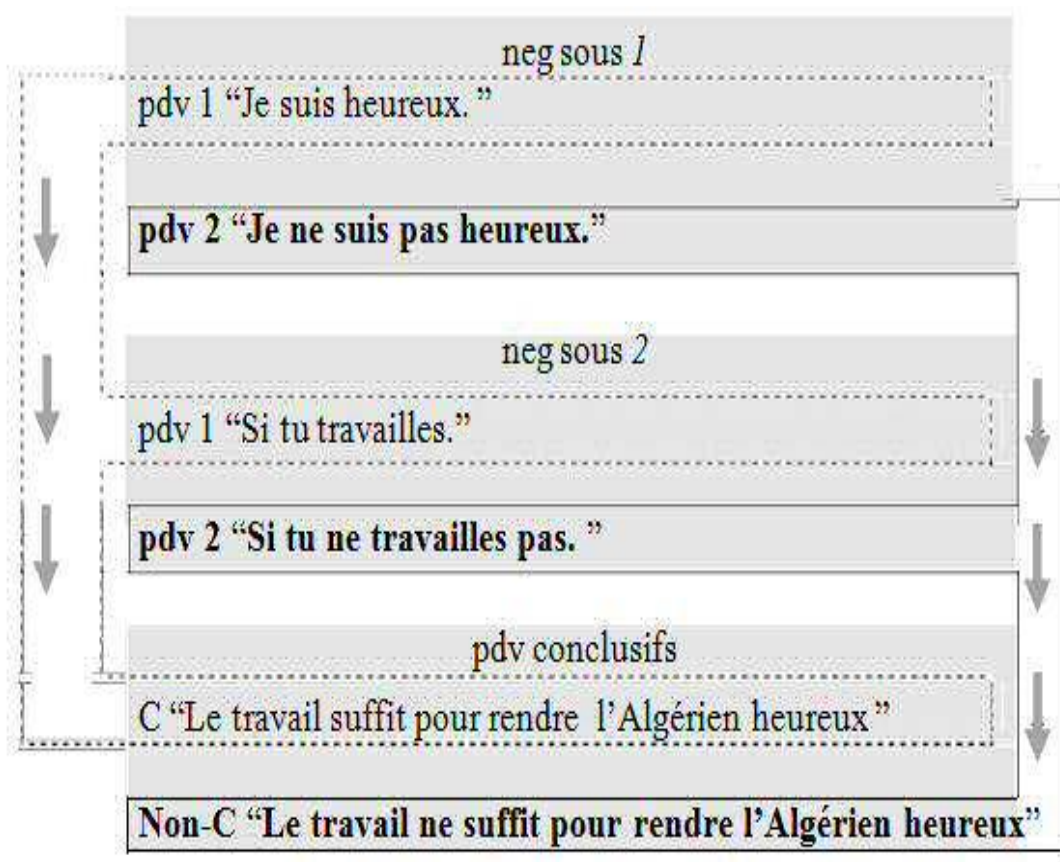 neg sous 1
pdv 1 “Je suis heureux. ”
pdv 2 “Je ne suis pas heureux.”
neg sous 2
pdv 1 “Si tu travailles.”
pdv 2 “Si tu ne travailles pas. ”
pdv conclusifs
C “Le travail suffit pour rendre l’Algérien heureux ”
Non-C “Le travail ne suffit pour rendre l’Algérien heureux”